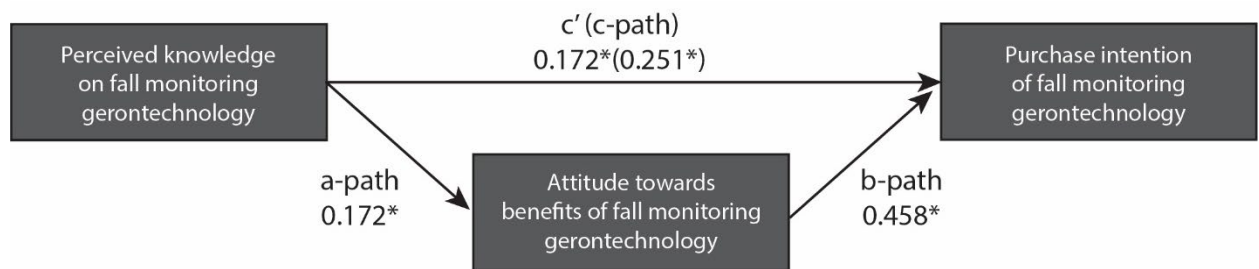 Perceived knowledge
on fall monitoring
gerontechnology
c’ (c-path)
0.172*(0.251*)
Purchase intention
of fall monitoring
gerontechnology
a-path
0.172*
Attitude towards
benefits of fall monitoring
gerontechnology
b-path
0.458*